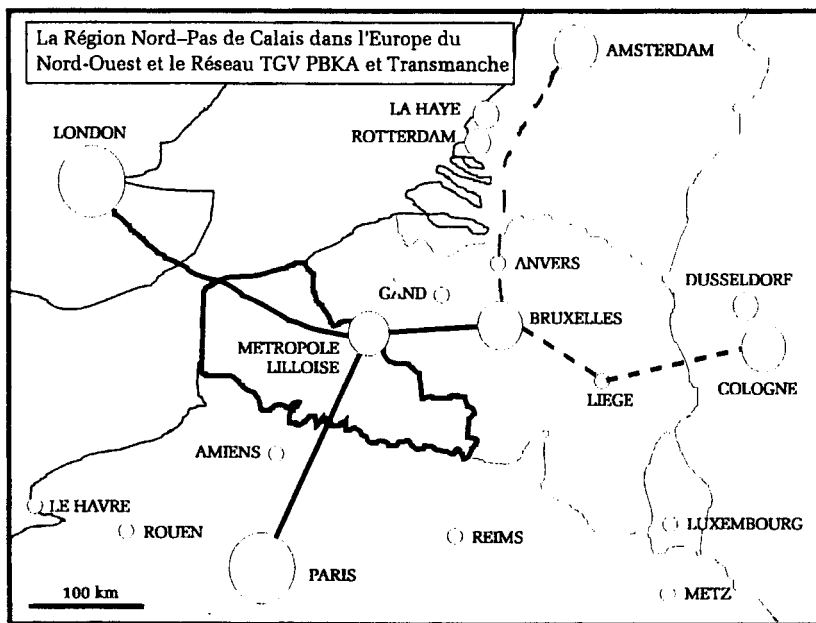 La Région Nord–Pas de Calais dans l'Europe du
Nord-Ouest et le Réseau TGV PBKA et Transmanche
AMSTERDAM
LA HAYE
ROTTERDAM
LONDON
ANVERS
GAND
DUSSELDORF
BRUXELLES
METROPOLE
LILLOISE
LIEGE
COLOGNE
AMIENS
LE HAVRE
ROUEN
REIMS
LUXEMBOURG
PARIS
100 km
METZ